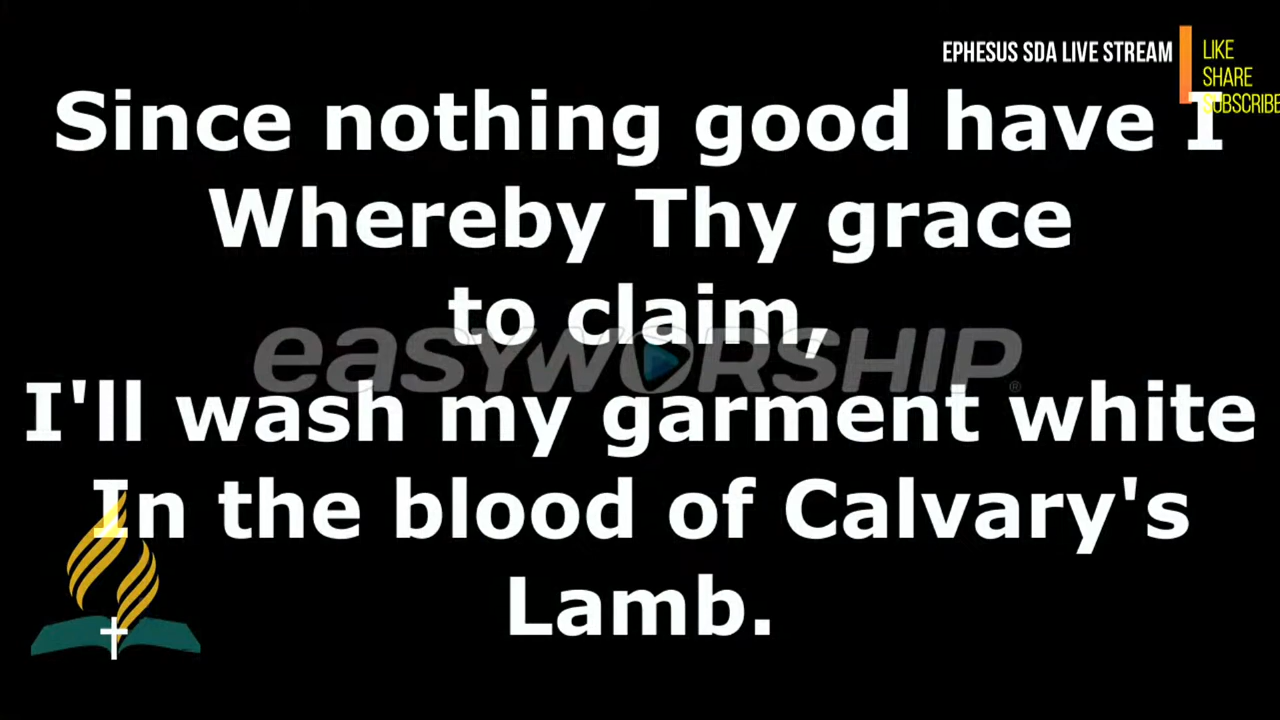 EPHESUS SDA LIVE STREAM
LIKE
SHARE
SUBSCRIBE
Since nothing good have I
Whereby Thy grace
to claim,
easyworship®
I'll wash my garment white
In the blood of Calvary's
Lamb.